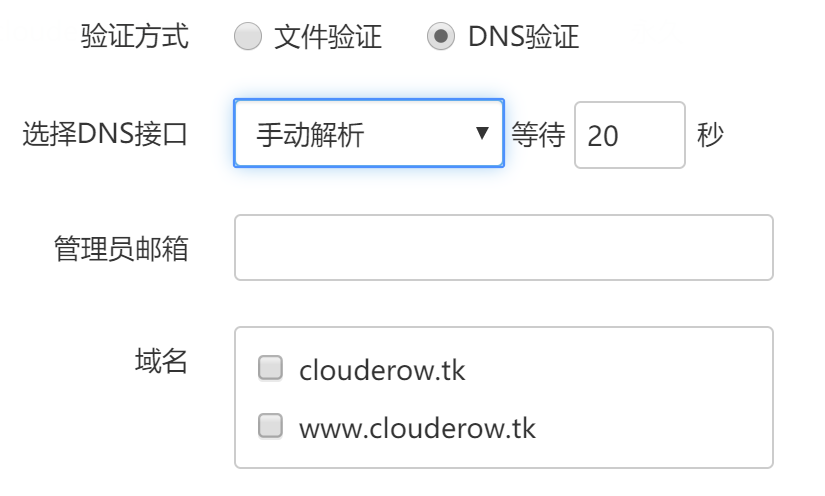 验证方式 文件验证 DNS验证
选择DNS接口 手动解析 等待 20 秒
管理员邮箱
域名 clouderow.tk
www.clouderow.tk